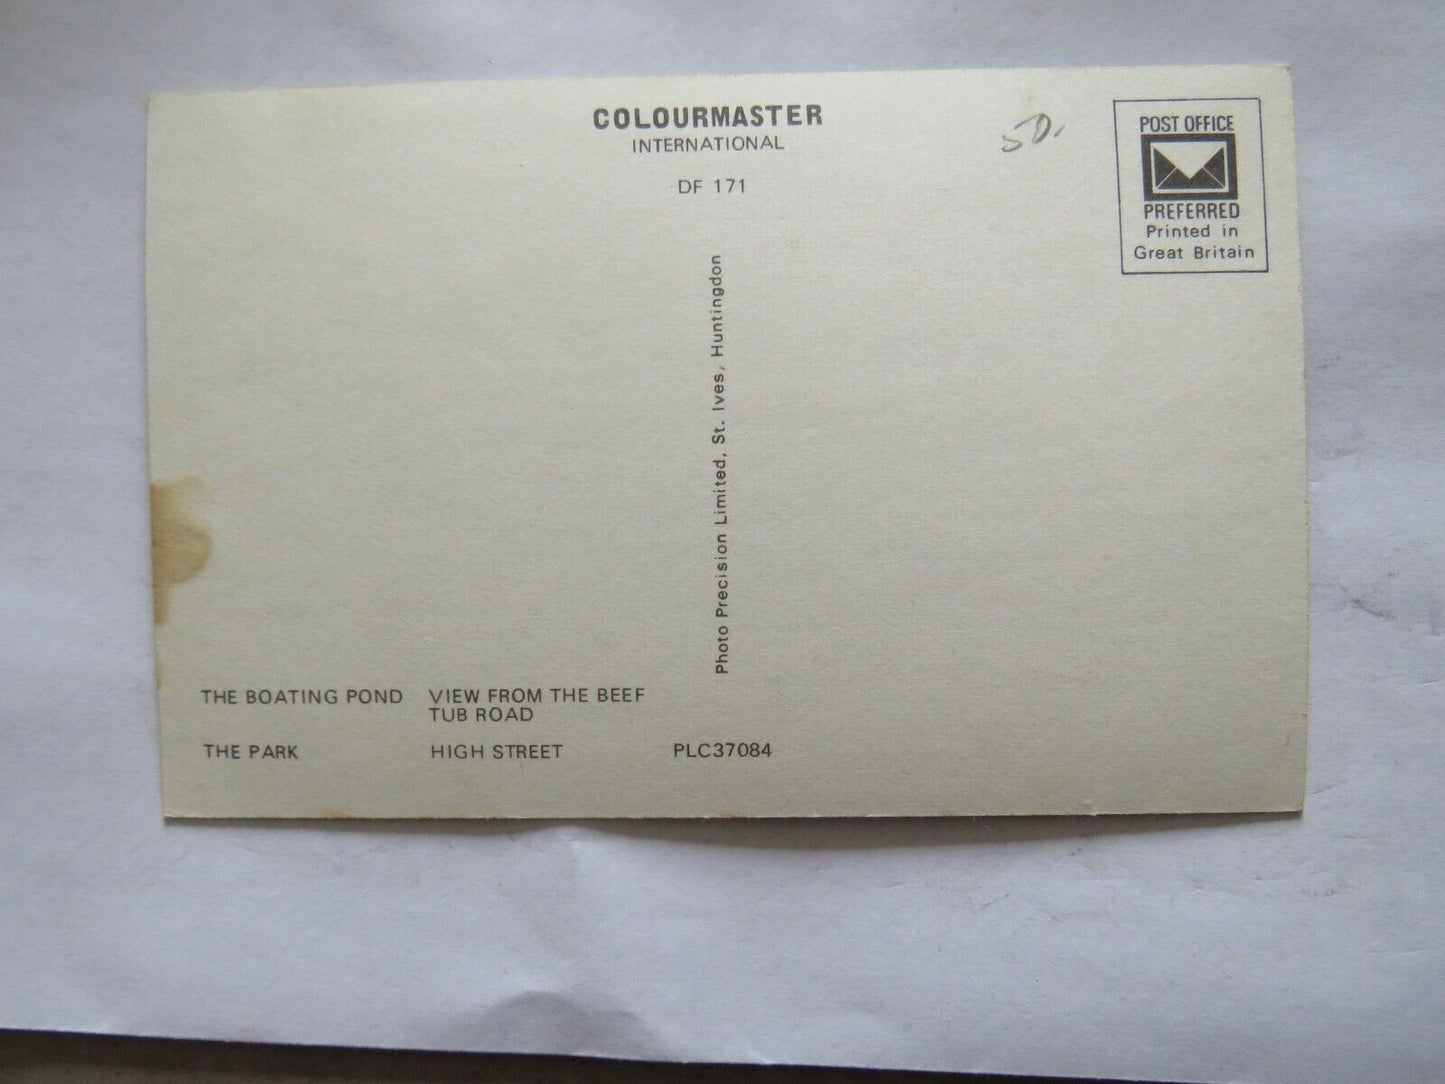 COLOURMASTER
INTERNATIONAL
DF 171
50.
POST OFFICE
PREFERRED
Printed in
Great Britain
Photo Precision Limited, St. Ives, Huntingdon
THE BOATING POND VIEW FROM THE BEEF
TUB ROAD
THE PARK HIGH STREET PLC37084